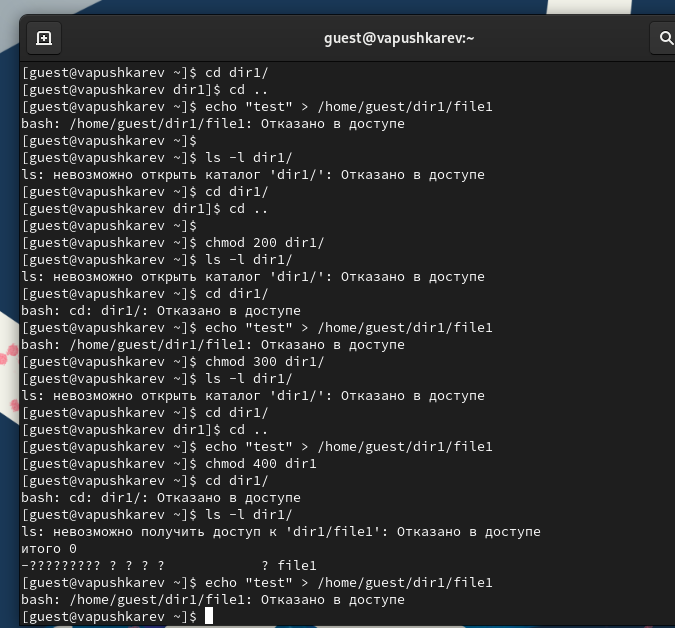 guest@vapushkarev:~
[guest@vapushkarev ~]$ cd dir1/
[guest@vapushkarev dir1]$ cd ..
[guest@vapushkarev ~]$ echo "test" > /home/guest/dir1/file1
bash: /home/guest/dir1/file1: Отказано в доступе
[guest@vapushkarev ~]$
[guest@vapushkarev ~]$ ls -l dir1/
ls: невозможно открыть каталог 'dir1/': Отказано в доступе
[guest@vapushkarev ~]$ cd dir1/
[guest@vapushkarev dir1]$ cd ..
[guest@vapushkarev ~]$
[guest@vapushkarev ~]$ chmod 200 dir1/
[guest@vapushkarev ~]$ ls -l dir1/
ls: невозможно открыть каталог 'dir1/': Отказано в доступе
[guest@vapushkarev ~]$ cd dir1/
bash: cd: dir1/: Отказано в доступе
[guest@vapushkarev ~]$ echo "test" > /home/guest/dir1/file1
bash: /home/guest/dir1/file1: Отказано в доступе
[guest@vapushkarev ~]$ chmod 300 dir1/
[guest@vapushkarev ~]$ ls -l dir1/
ls: невозможно открыть каталог 'dir1/': Отказано в доступе
[guest@vapushkarev ~]$ cd dir1/
[guest@vapushkarev dir1]$ cd ..
[guest@vapushkarev ~]$ echo "test" > /home/guest/dir1/file1
[guest@vapushkarev ~]$ chmod 400 dir1
[guest@vapushkarev ~]$ cd dir1/
bash: cd: dir1/: Отказано в доступе
[guest@vapushkarev ~]$ ls -l dir1/
ls: невозможно получить доступ к 'dir1/file1': Отказано в доступе
итого 0
-????????? ? ? ? ?            ? file1
[guest@vapushkarev ~]$ echo "test" > /home/guest/dir1/file1
bash: /home/guest/dir1/file1: Отказано в доступе
[guest@vapushkarev ~]$